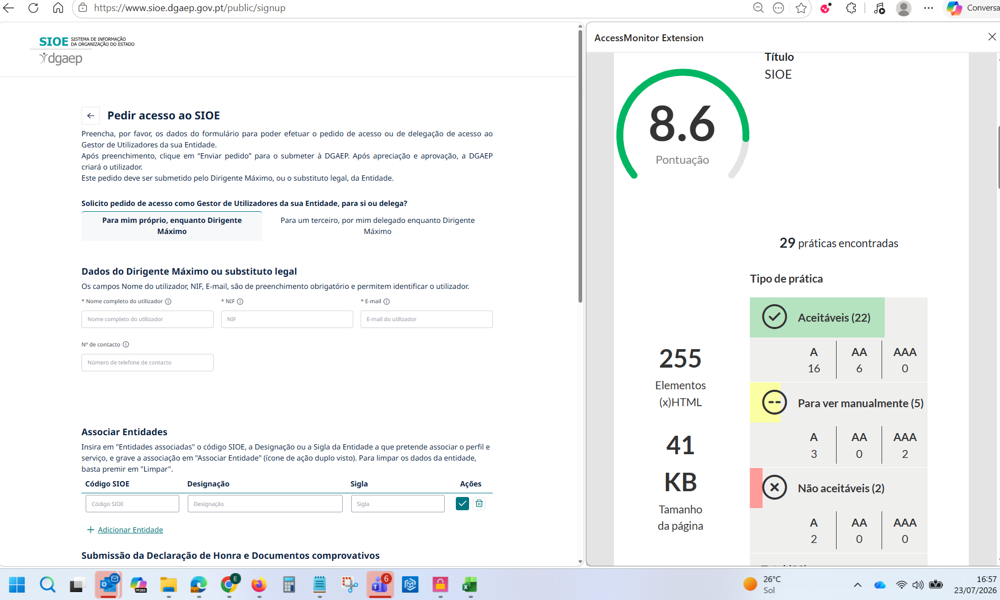 https://www.sioe.dgaep.gov.pt/public/signup
Conversa
SIOE SISTEMA DE INFORMAÇÃO
DA ORGANIZAÇÃO DO ESTADO
dgaep
Pedir acesso ao SIOE
Preencha, por favor, os dados do formulário para poder efetuar o pedido de acesso ou de delegação de acesso ao
Gestor de Utilizadores da sua Entidade.
Após preenchimento, clique em “Enviar pedido” para o submeter à DGAEP. Após apreciação e aprovação, a DGAEP
criará o utilizador.
Este pedido deve ser submetido pelo Dirigente Máximo, ou o substituto legal, da Entidade.
Solicito pedido de acesso como Gestor de Utilizadores da sua Entidade, para si ou delega?
Para mim próprio, enquanto Dirigente
Máximo
Para um terceiro, por mim delegado enquanto Dirigente
Máximo
Dados do Dirigente Máximo ou substituto legal
Os campos Nome do utilizador, NIF, E-mail, são de preenchimento obrigatório e permitem identificar o utilizador.
* Nome completo do utilizador
* NIF
* E-mail
Nome completo do utilizador
NIF
E-mail do utilizador
Nº de contacto
Número de telefone de contacto
Associar Entidades
Insira em "Entidades associadas" o código SIOE, a Designação ou a Sigla da Entidade a que pretende associar o perfil e
serviço, e grave a associação em "Associar Entidade" (ícone de ação duplo visto). Para limpar os dados da entidade,
basta premir em "Limpar".
Código SIOE Designação Sigla Ações
Código SIOE Designação Sigla
+ Adicionar Entidade
Submissão da Declaração de Honra e Documentos comprovativos
AccessMonitor Extension
Título
SIOE
8.6
Pontuação
29 práticas encontradas
Tipo de prática
Aceitáveis (22)
A AA AAA
16 6 0
Para ver manualmente (5)
A AA AAA
3 0 2
Não aceitáveis (2)
A AA AAA
2 0 0
255
Elementos
(x)HTML
41
KB
Tamanho
da página
M365
E
6
26°C
Sol
16:57
23/07/2026